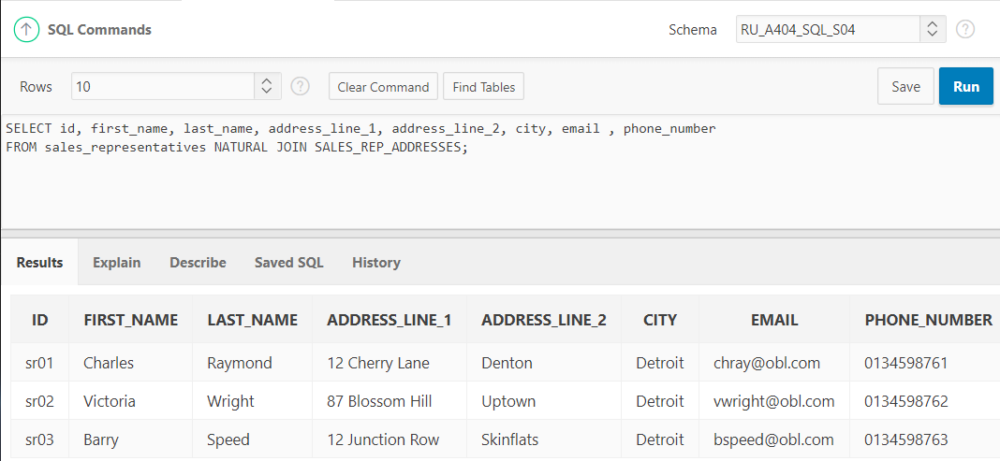 SQL Commands Schema RU_A404_SQL_S04 ?
Rows 10 ? Clear Command Find Tables Save Run
SELECT id, first_name, last_name, address_line_1, address_line_2, city, email , phone_number
FROM sales_representatives NATURAL JOIN SALES_REP_ADDRESSES;
Results Explain Describe Saved SQL History
ID FIRST_NAME LAST_NAME ADDRESS_LINE_1 ADDRESS_LINE_2 CITY EMAIL PHONE_NUMBER
sr01 Charles Raymond 12 Cherry Lane Denton Detroit chray@obl.com 0134598761
sr02 Victoria Wright 87 Blossom Hill Uptown Detroit vwright@obl.com 0134598762
sr03 Barry Speed 12 Junction Row Skinflats Detroit bspeed@obl.com 0134598763